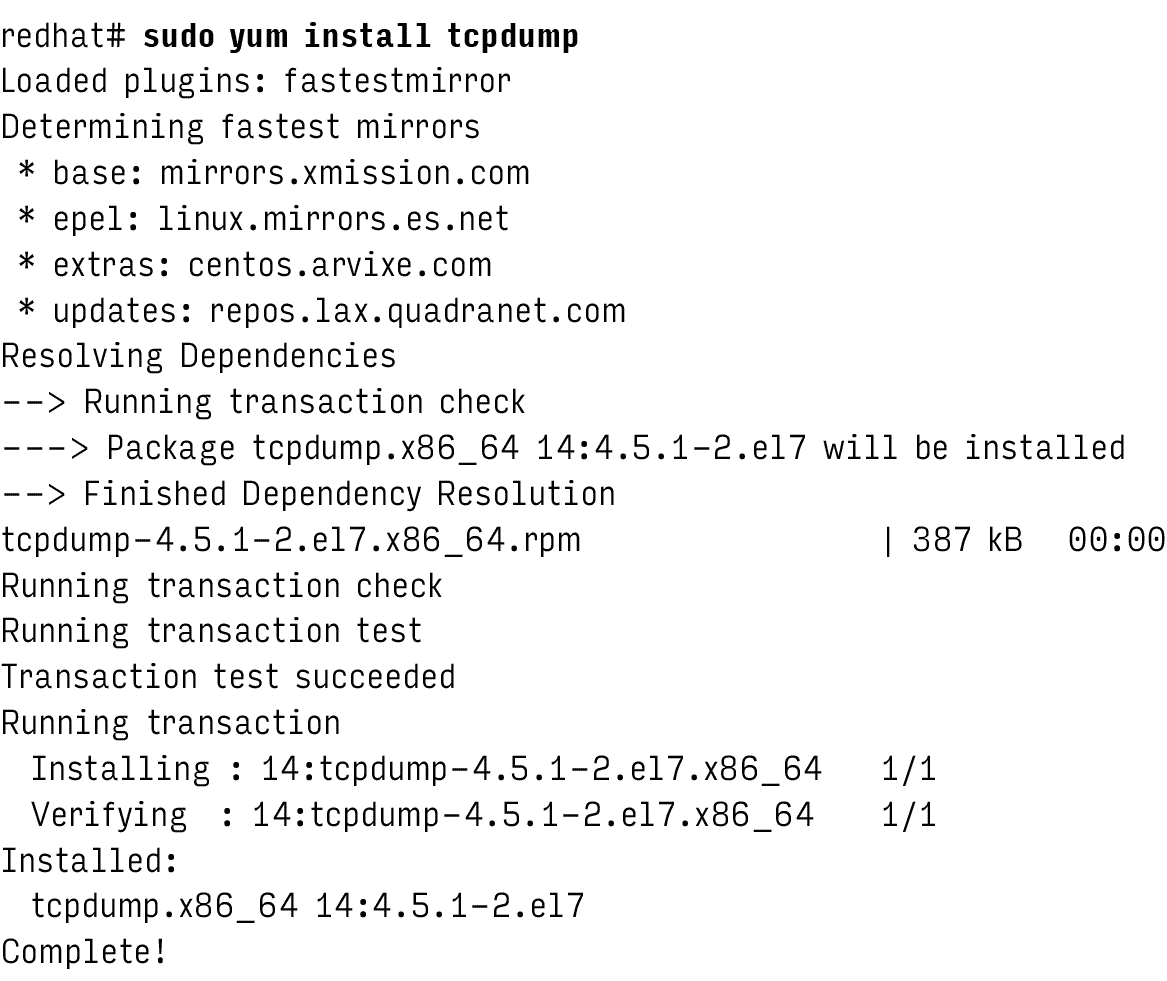 redhat# sudo yum install tcpdump
Loaded plugins: fastestmirror
Determining fastest mirrors
* base: mirrors.xmission.com
* epel: linux.mirrors.es.net
* extras: centos.arvixe.com
* updates: repos.lax.quadranet.com
Resolving Dependencies
--> Running transaction check
---> Package tcpdump.x86_64 14:4.5.1-2.el7 will be installed
--> Finished Dependency Resolution
tcpdump-4.5.1-2.el7.x86_64.rpm | 387 kB 00:00
Running transaction check
Running transaction test
Transaction test succeeded
Running transaction
Installing : 14:tcpdump-4.5.1-2.el7.x86_64 1/1
Verifying : 14:tcpdump-4.5.1-2.el7.x86_64 1/1
Installed:
tcpdump.x86_64 14:4.5.1-2.el7
Complete!